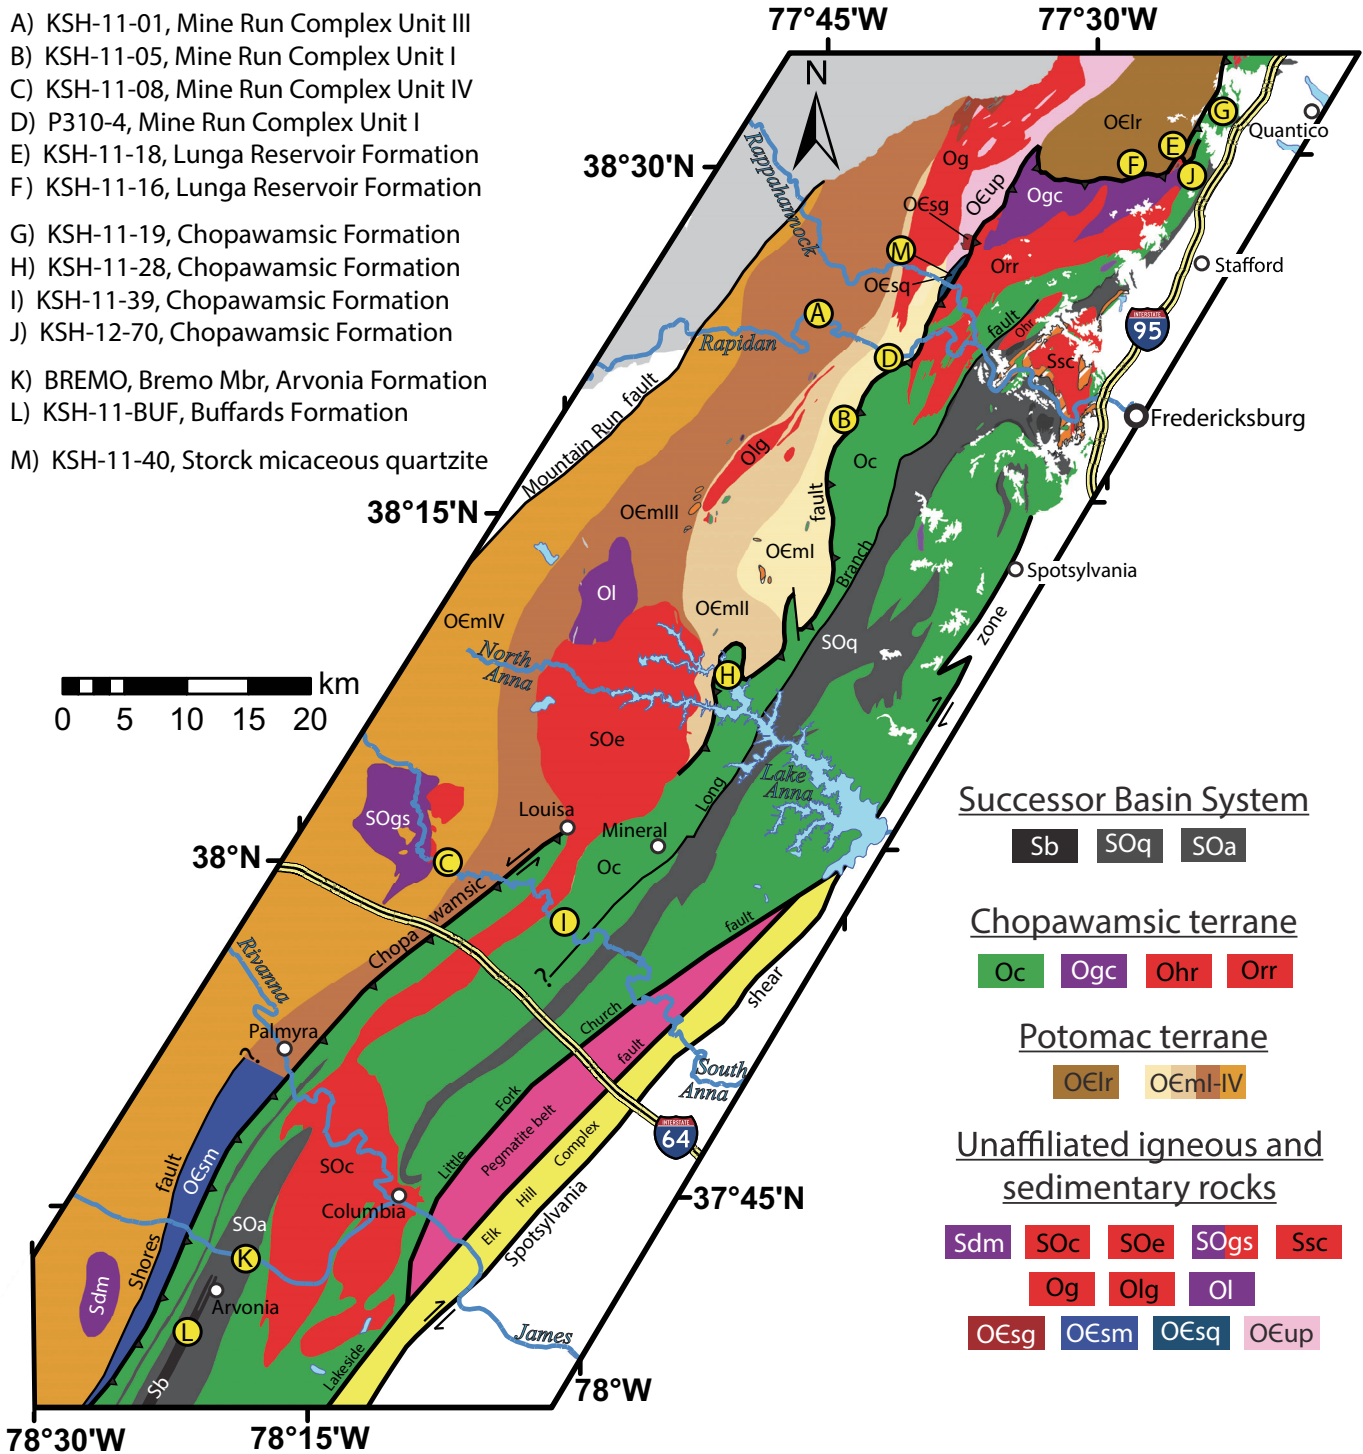 A) KSH-11-01, Mine Run Complex Unit III
B) KSH-11-05, Mine Run Complex Unit I
C) KSH-11-08, Mine Run Complex Unit IV
D) P310-4, Mine Run Complex Unit I
E) KSH-11-18, Lunga Reservoir Formation
F) KSH-11-16, Lunga Reservoir Formation
G) KSH-11-19, Chopawamsic Formation
H) KSH-11-28, Chopawamsic Formation
I) KSH-11-39, Chopawamsic Formation
J) KSH-12-70, Chopawamsic Formation
K) BREMO, Bremo Mbr, Arvonia Formation
L) KSH-11-BUF, Buffards Formation
M) KSH-11-40, Storck micaceous quartzite
77°45'W
77°30'W
N
38°30'N
38°15'N
38°N
37°45'N
78°W
78°30'W
78°15'W
Rappahannock
Og
OЄup
OЄlr
G
Quantico
E
F
J
Ogc
OЄsg
M
Orr
Stafford
OЄsq
A
Rapidan
D
fault
Ohr
Ssc
INTERSTATE
95
Fredericksburg
Mountain Run fault
B
Olg
Oc
fault
OЄmIII
OЄmI
Branch
Spotsylvania
Ol
OЄmII
OЄmIV
SOq
zone
North
Anna
H
km
0 5 10 15 20
SOe
Lake
Anna
Long
Louisa
Mineral
SOgs
Oc
C
Chopawamsic
I
fault
?
shear
Rivanna
Church
fault
Palmyra
?
South
Anna
Fork
Pegmatite belt
INTERSTATE
64
Complex
SOc
Little
fault
OЄsm
Columbia
Hill
Elk
Spotsylvania
SOa
K
Shores
Sdm
Arvonia
L
James
Lakeside
Sb
Successor Basin System
Sb SOq SOa
Chopawamsic terrane
Oc Ogc Ohr Orr
Potomac terrane
OЄlr OЄmI-IV
Unaffiliated igneous and
sedimentary rocks
Sdm SOc SOe SOgs Ssc
Og Olg Ol
OЄsg OЄsm OЄsq OЄup